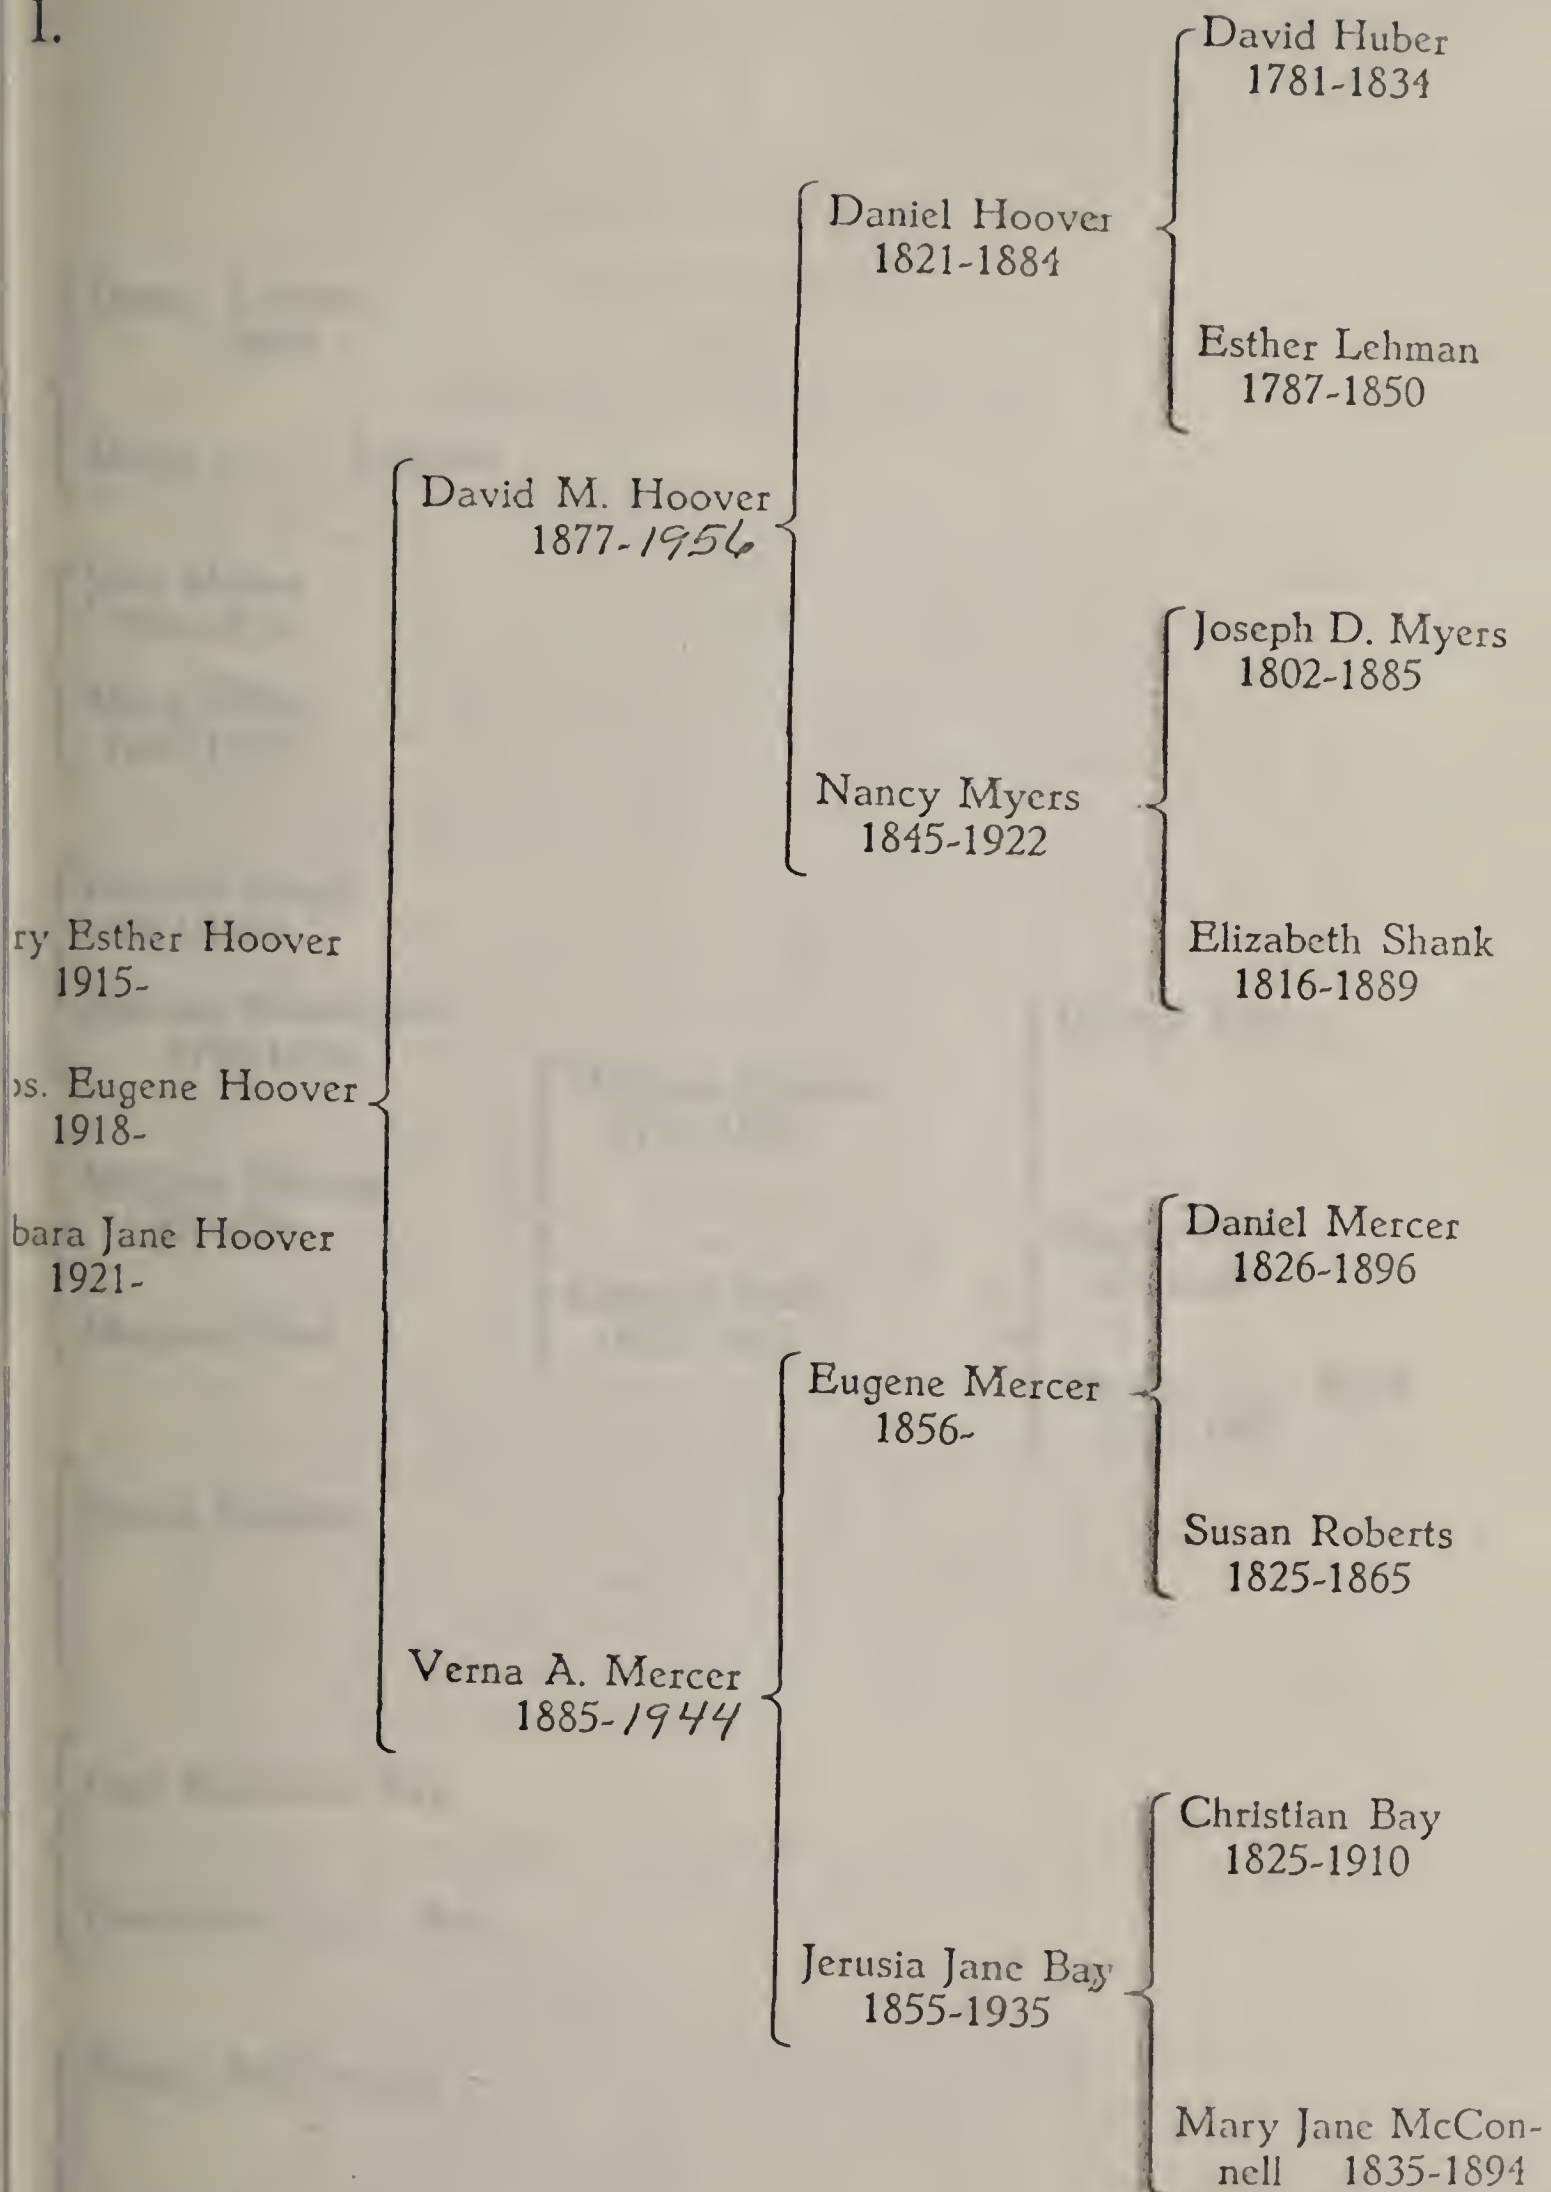 I.
David Huber
1781-1834
Daniel Hoover
1821-1884
Esther Lehman
1787-1850
David M. Hoover
1877-1956
Joseph D. Myers
1802-1885
Nancy Myers
1845-1922
Elizabeth Shank
1816-1889
ry Esther Hoover
1915-
os. Eugene Hoover
1918-
bara Jane Hoover
1921-
Daniel Mercer
1826-1896
Eugene Mercer
1856-
Susan Roberts
1825-1865
Verna A. Mercer
1885-1944
Christian Bay
1825-1910
Jerusia Jane Bay
1855-1935
Mary Jane McCon-
nell 1835-1894